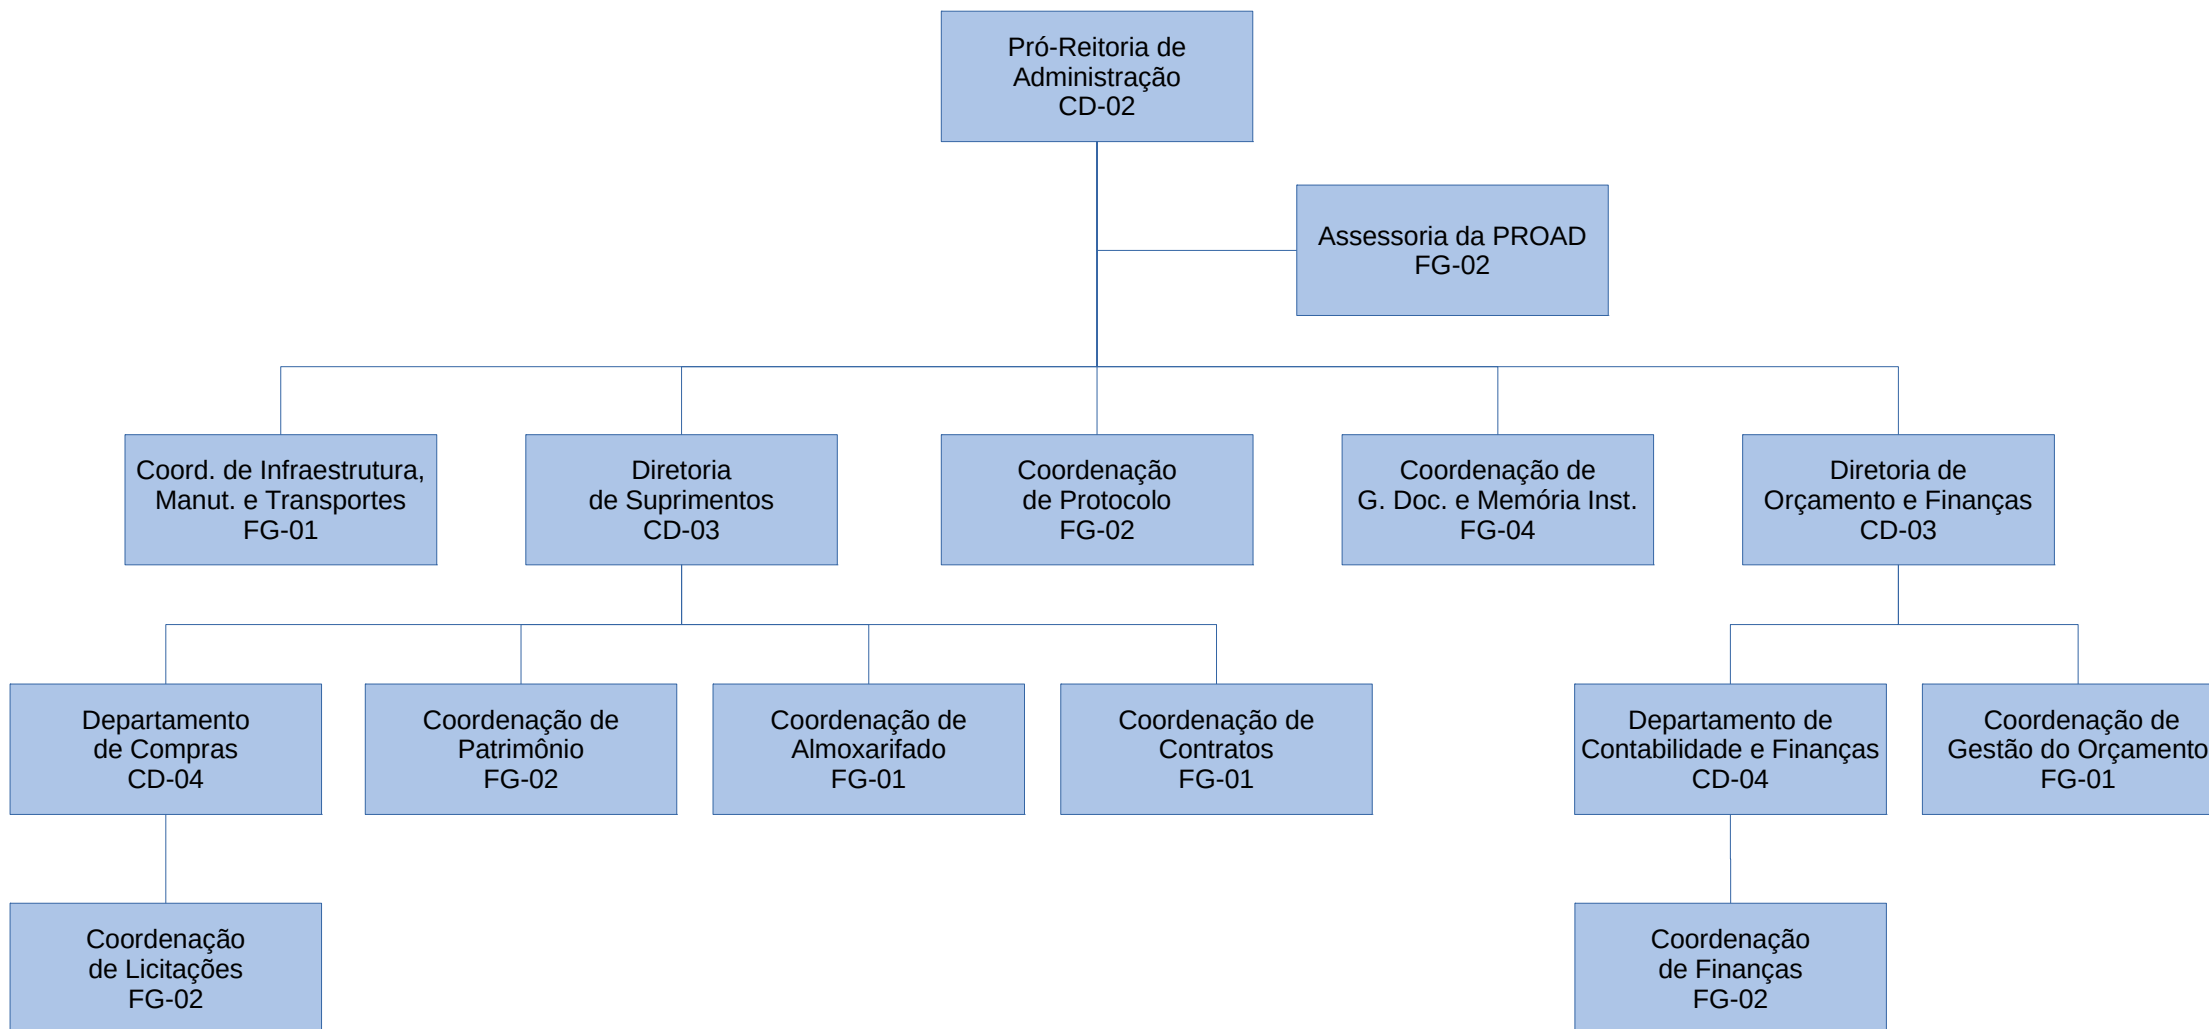 Pró-Reitoria de
Administração
CD-02
Assessoria da PROAD
FG-02
Coord. de Infraestrutura,
Manut. e Transportes
FG-01
Diretoria
de Suprimentos
CD-03
Coordenação
de Protocolo
FG-02
Coordenação de
G. Doc. e Memória Inst.
FG-04
Diretoria de
Orçamento e Finanças
CD-03
Departamento
de Compras
CD-04
Coordenação de
Patrimônio
FG-02
Coordenação de
Almoxarifado
FG-01
Coordenação de
Contratos
FG-01
Departamento de
Contabilidade e Finanças
CD-04
Coordenação de
Gestão do Orçamento
FG-01
Coordenação
de Licitações
FG-02
Coordenação
de Finanças
FG-02